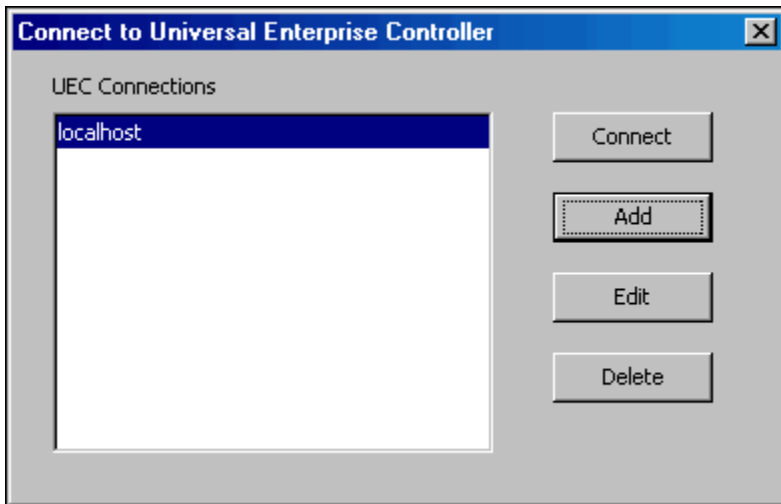 Connect to Universal Enterprise Controller
UEC Connections
localhost
Connect
Add
Edit
Delete